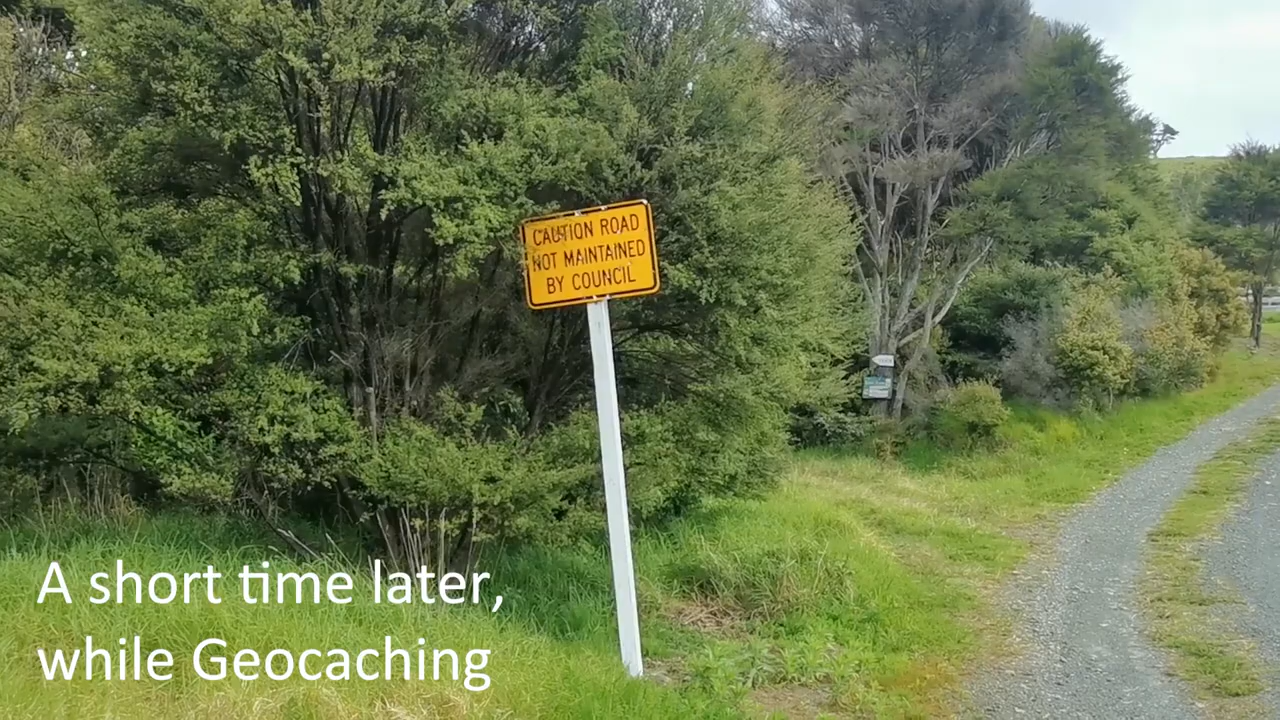 CAUTION ROAD
NOT MAINTAINED
BY COUNCIL
A short time later,
while Geocaching